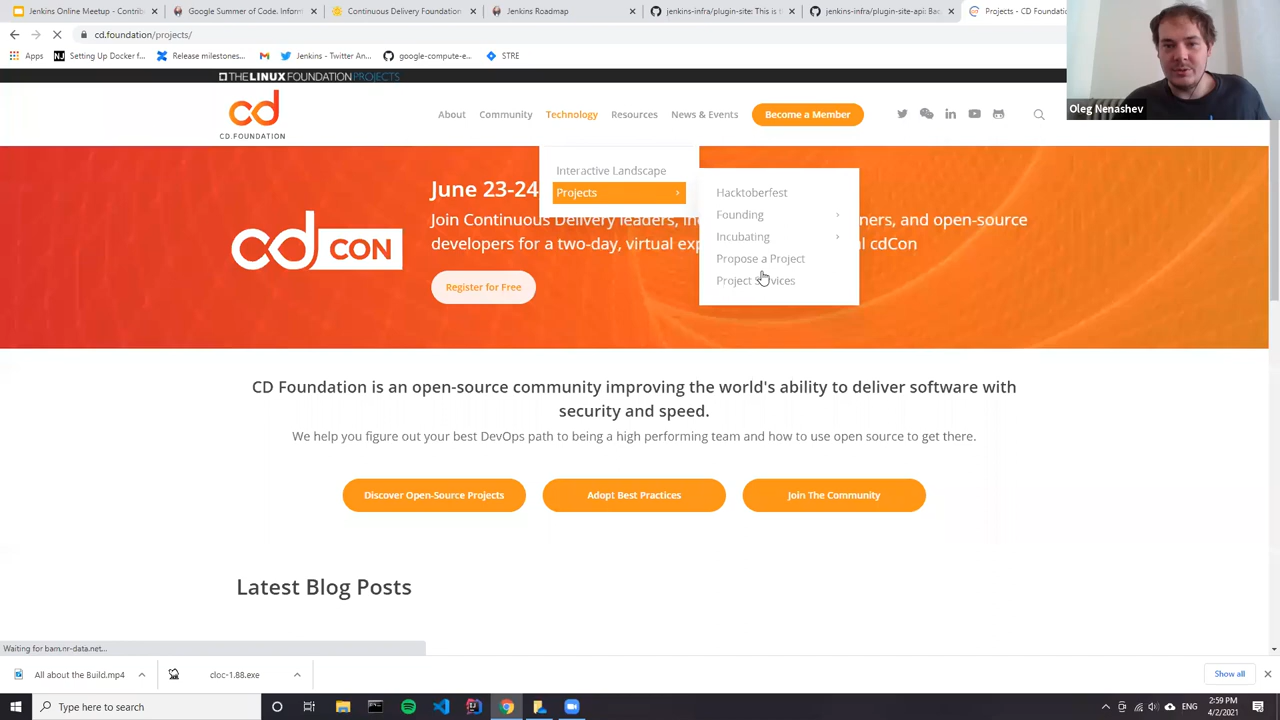 Jenkins Online Meetup - Contrib
Google Summer of Code. Inform
Continuous Delivery Foundation
Jenkins Roadmap
jenkins-infra/plugin-site: This is t
jenkins-infra/plugin-site-api Bac
Projects - CD Foun
cd.foundation/projects/
Apps
Setting Up Docker f...
Release milestones...
Jenkins - Twitter An...
google-compute-e...
STRE
Oleg Nenashev
THE LINUX FOUNDATION PROJECTS
cd
CD.FOUNDATION
About
Community
Technology
Resources
News & Events
Become a Member
Interactive Landscape
Projects
Hacktoberfest
Founding
Incubating
Propose a Project
cd CON
June 23-24
Join Continuous Delivery leaders,
ners, and open-source
developers for a two-day, virtual
al cdCon
Register for Free
CD Foundation is an open-source community improving the world's ability to deliver software with
security and speed.
We help you figure out your best DevOps path to being a high performing team and how to use open source to get there.
Discover Open-Source Projects
Adopt Best Practices
Join The Community
Latest Blog Posts
Waiting for bam.nr-data.net...
All about the Build.mp4
cloc-1.88.exe
Show all
Type here to search
2:59 PM
4/2/2021